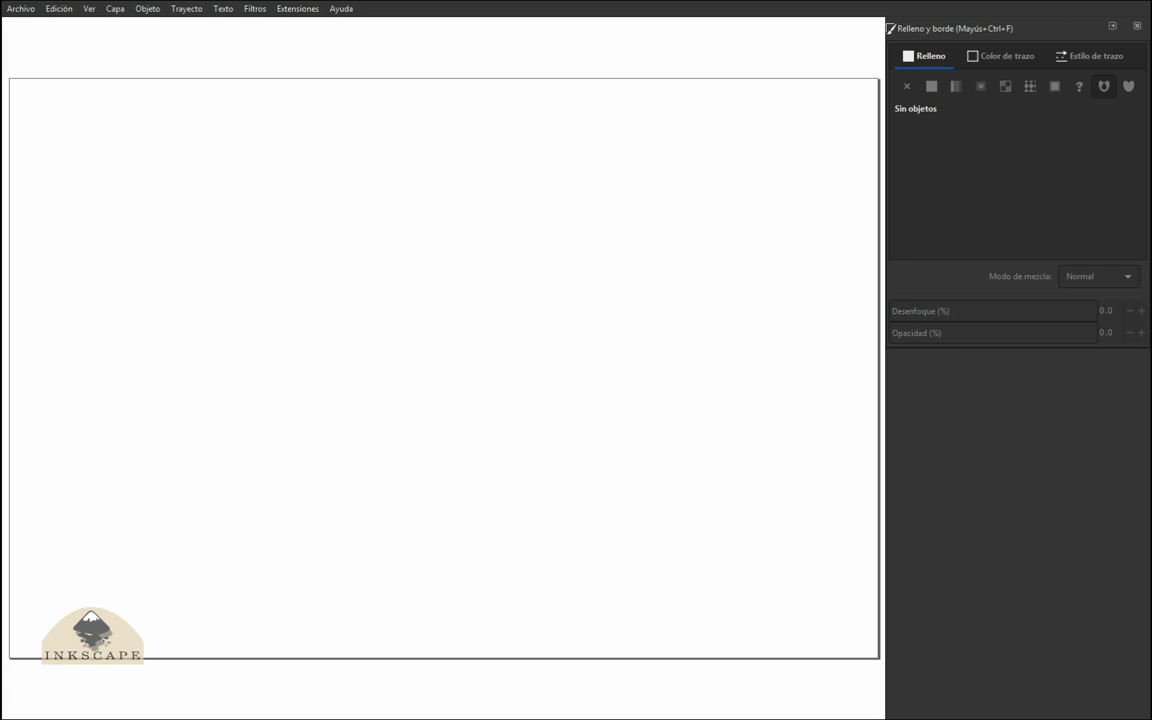 Archivo Edición Ver Capa Objeto Trayecto Texto Filtros Extensiones Ayuda
Relleno y borde (Mayús+Ctrl+F)
Relleno Color de trazo Estilo de trazo
?
Sin objetos
Modo de mezcla: Normal
Desenfoque (%) 0.0
Opacidad (%) 0.0
INKSCAPE